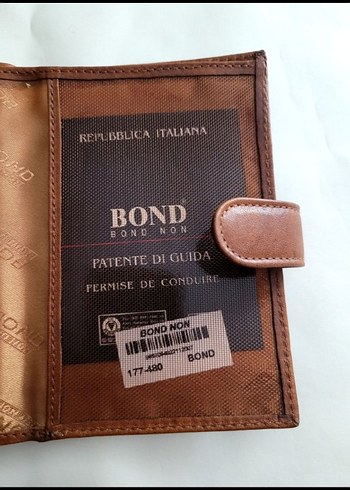 REPUBBLICA ITALIANA
BOND®
BOND NON
PATENTE DI GUIDA
PERMISE DE CONDUIRE
BOND NON
177-480 BOND